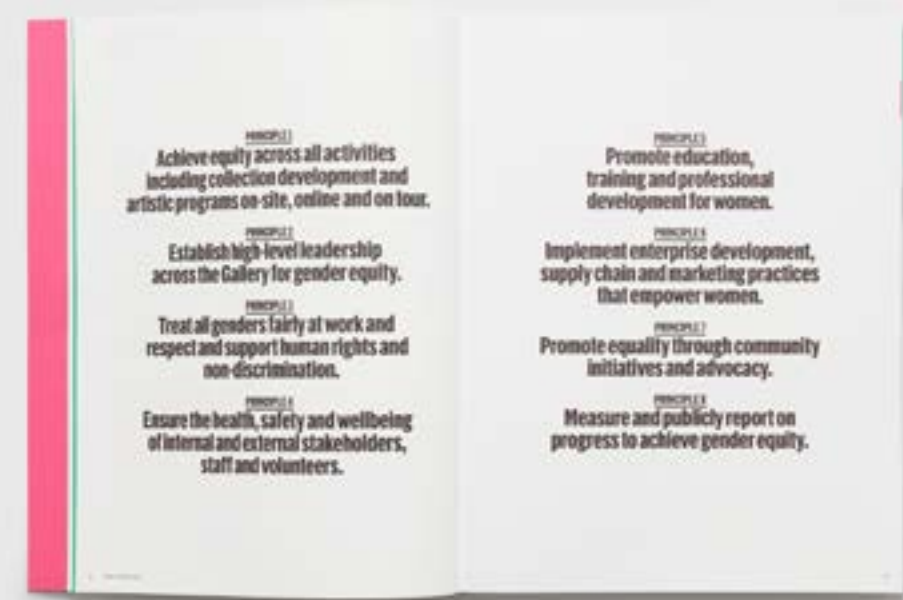 PRINCIPLE 1
Achieve equity across all activities
including collection development and
artistic programs on-site, online and on tour.
PRINCIPLE 2
Establish high-level leadership
across the Gallery for gender equity.
PRINCIPLE 3
Treat all genders fairly at work and
respect and support human rights and
non-discrimination.
PRINCIPLE 4
Ensure the health, safety and wellbeing
of internal and external stakeholders,
staff and volunteers.
PRINCIPLE 5
Promote education,
training and professional
development for women.
PRINCIPLE 6
Implement enterprise development,
supply chain and marketing practices
that empower women.
PRINCIPLE 7
Promote equality through community
initiatives and advocacy.
PRINCIPLE 8
Measure and publicly report on
progress to achieve gender equity.